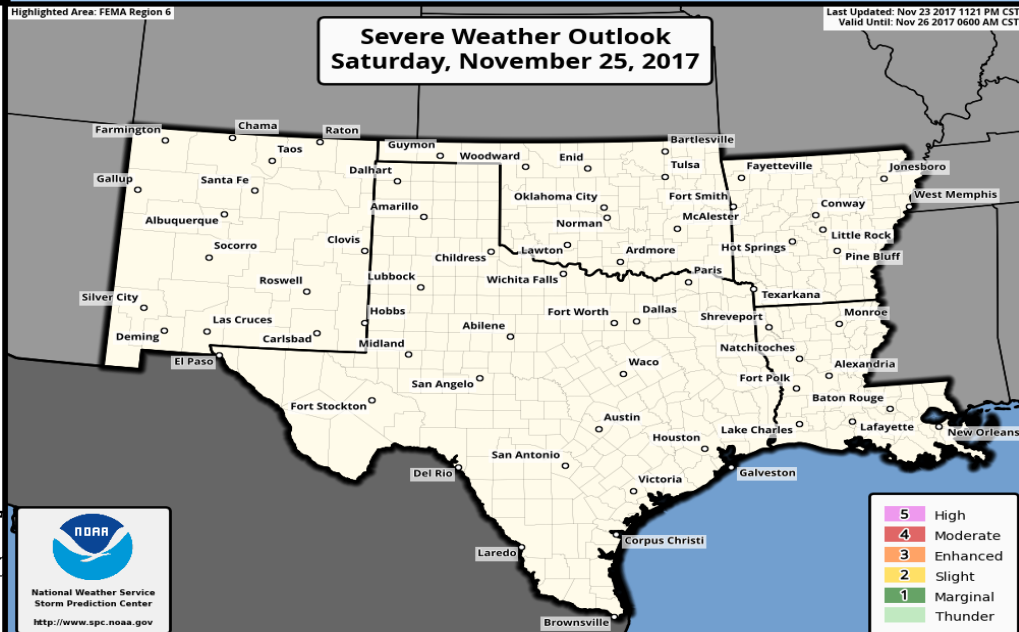 Highlighted Area: FEMA Region 6
Last Updated: Nov 23 2017 1121 PM CST
Valid Until: Nov 26 2017 0600 AM CST
Severe Weather Outlook
Saturday, November 25, 2017
Farmington
Chama
Raton
Taos
Guymon
Woodward
Enid
Bartlesville
Tulsa
Fayetteville
Jonesboro
Gallup
Santa Fe
Dalhart
Oklahoma City
Fort Smith
West Memphis
Albuquerque
Amarillo
Norman
McAlester
Conway
Socorro
Clovis
Childress
Lawton
Ardmore
Hot Springs
Little Rock
Pine Bluff
Roswell
Lubbock
Wichita Falls
Paris
Texarkana
Silver City
Las Cruces
Hobbs
Abilene
Fort Worth
Dallas
Shreveport
Monroe
Deming
Carlsbad
Midland
Natchitoches
El Paso
San Angelo
Waco
Fort Polk
Alexandria
Fort Stockton
Austin
Baton Rouge
Houston
Lake Charles
Lafayette
New Orleans
Del Rio
San Antonio
Victoria
Galveston
Laredo
Corpus Christi
Brownsville
NOAA
National Weather Service
Storm Prediction Center
http://www.spc.noaa.gov
5 High
4 Moderate
3 Enhanced
2 Slight
1 Marginal
Thunder